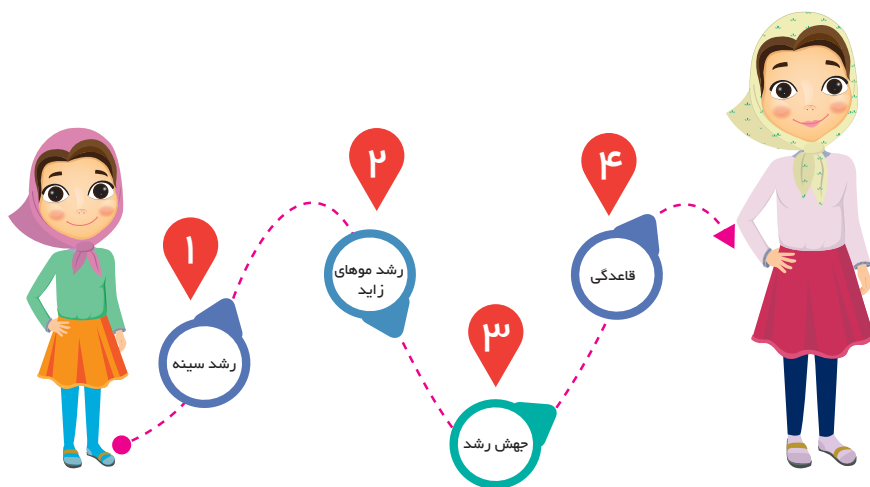 ۱
رشد سینه
۲
رشد موهای
زاید
۳
جهش رشد
۴
قاعدگی